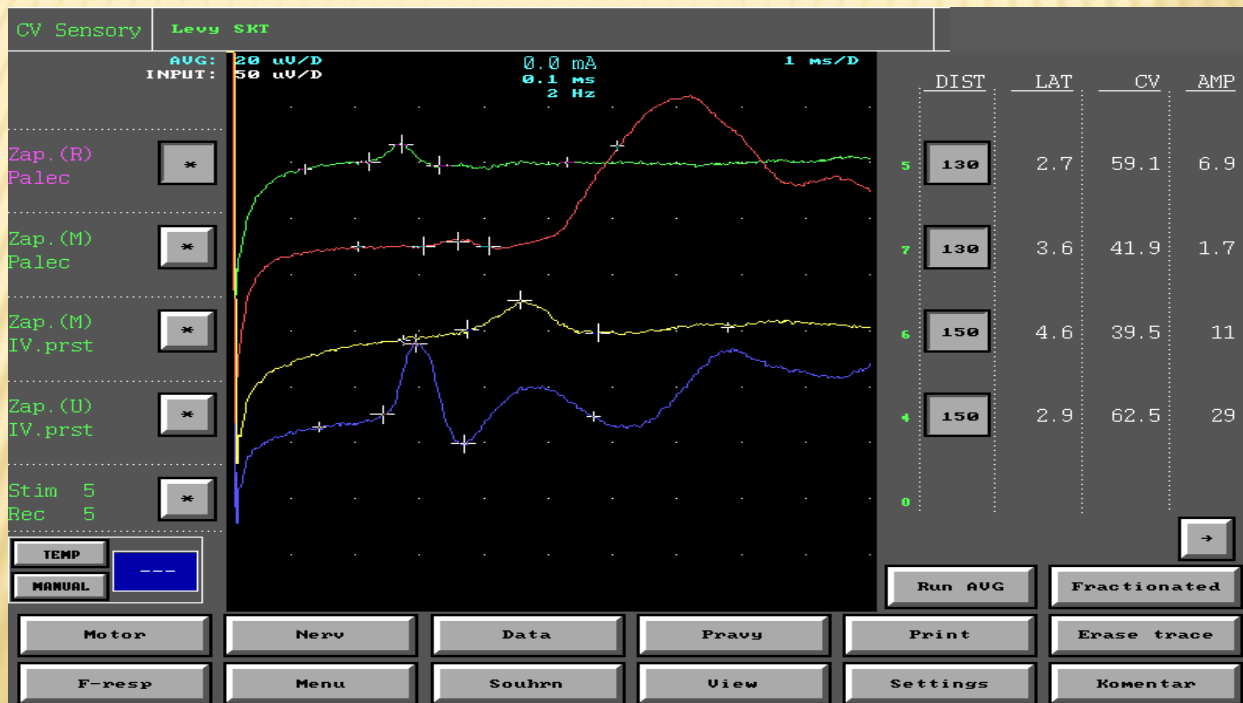 CV Sensory
Levy SKT
AVG: 20 uV/D 0.0 mA 1 ms/D
INPUT: 50 uV/D 0.1 ms
2 Hz
DIST LAT CV AMP
Zap.(R)
Palec
* 5 130 2.7 59.1 6.9
Zap.(M)
Palec
* 7 130 3.6 41.9 1.7
Zap.(M)
IV.prst
* 6 150 4.6 39.5 11
Zap.(U)
IV.prst
* 4 150 2.9 62.5 29
Stim 5
Rec 5
* 0
TEMP
MANUAL
---
→
Run AVG Fractionated
Motor Nerv Data Pravy Print Erase trace
F-resp Menu Souhrn View Settings Komentar